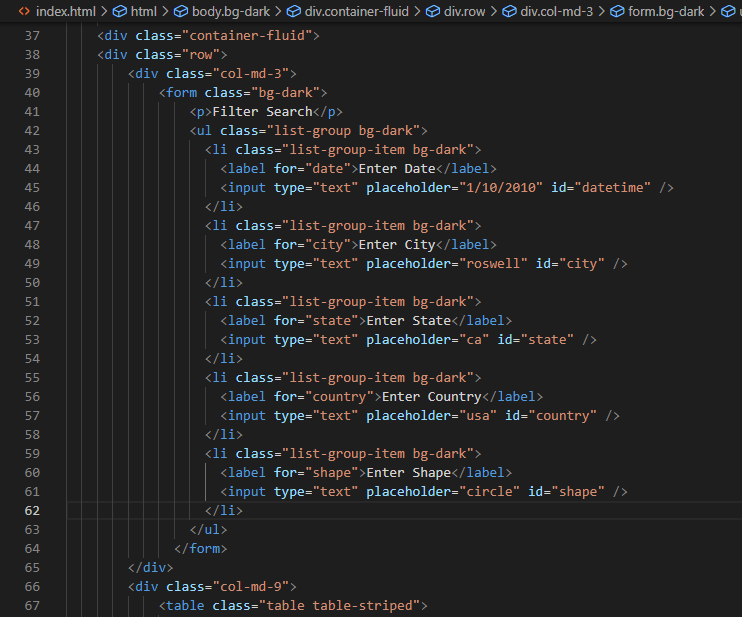 index.html > html > body.bg-dark > div.container-fluid > div.row > div.col-md-3 > form.bg-dark >
37 <div class="container-fluid">
38 <div class="row">
39 <div class="col-md-3">
40 <form class="bg-dark">
41 <p>Filter Search</p>
42 <ul class="list-group bg-dark">
43 <li class="list-group-item bg-dark">
44 <label for="date">Enter Date</label>
45 <input type="text" placeholder="1/10/2010" id="datetime" />
46 </li>
47 <li class="list-group-item bg-dark">
48 <label for="city">Enter City</label>
49 <input type="text" placeholder="roswell" id="city" />
50 </li>
51 <li class="list-group-item bg-dark">
52 <label for="state">Enter State</label>
53 <input type="text" placeholder="ca" id="state" />
54 </li>
55 <li class="list-group-item bg-dark">
56 <label for="country">Enter Country</label>
57 <input type="text" placeholder="usa" id="country" />
58 </li>
59 <li class="list-group-item bg-dark">
60 <label for="shape">Enter Shape</label>
61 <input type="text" placeholder="circle" id="shape" />
62 </li>
63 </ul>
64 </form>
65 </div>
66 <div class="col-md-9">
67 <table class="table table-striped">